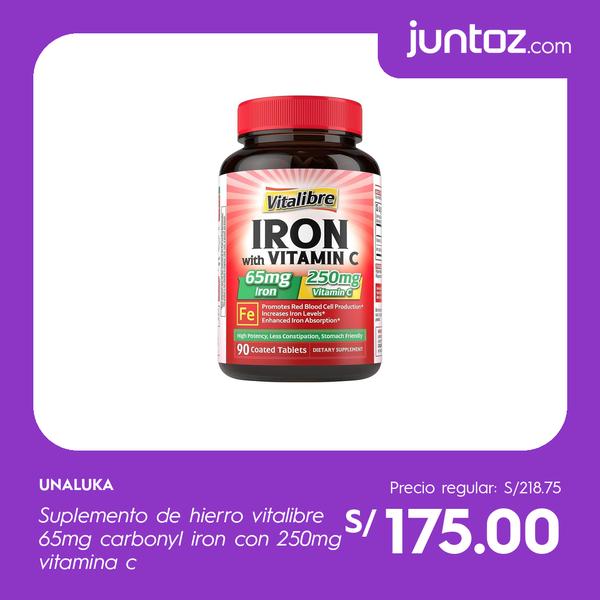 juntoz.com
Vitalibre
IRON
with VITAMIN C
65mg 250mg
Iron Vitamin C
Fe
Promotes Red Blood Cell Production*
Increases Iron Levels*
Enhanced Iron Absorption*
High Potency, Less Constipation, Stomach Friendly
90 Coated Tablets DIETARY SUPPLEMENT
UNALUKA
Suplemento de hierro vitalibre
65mg carbonyl iron con 250mg
vitamina c
Precio regular: S/218.75
S/ 175.00